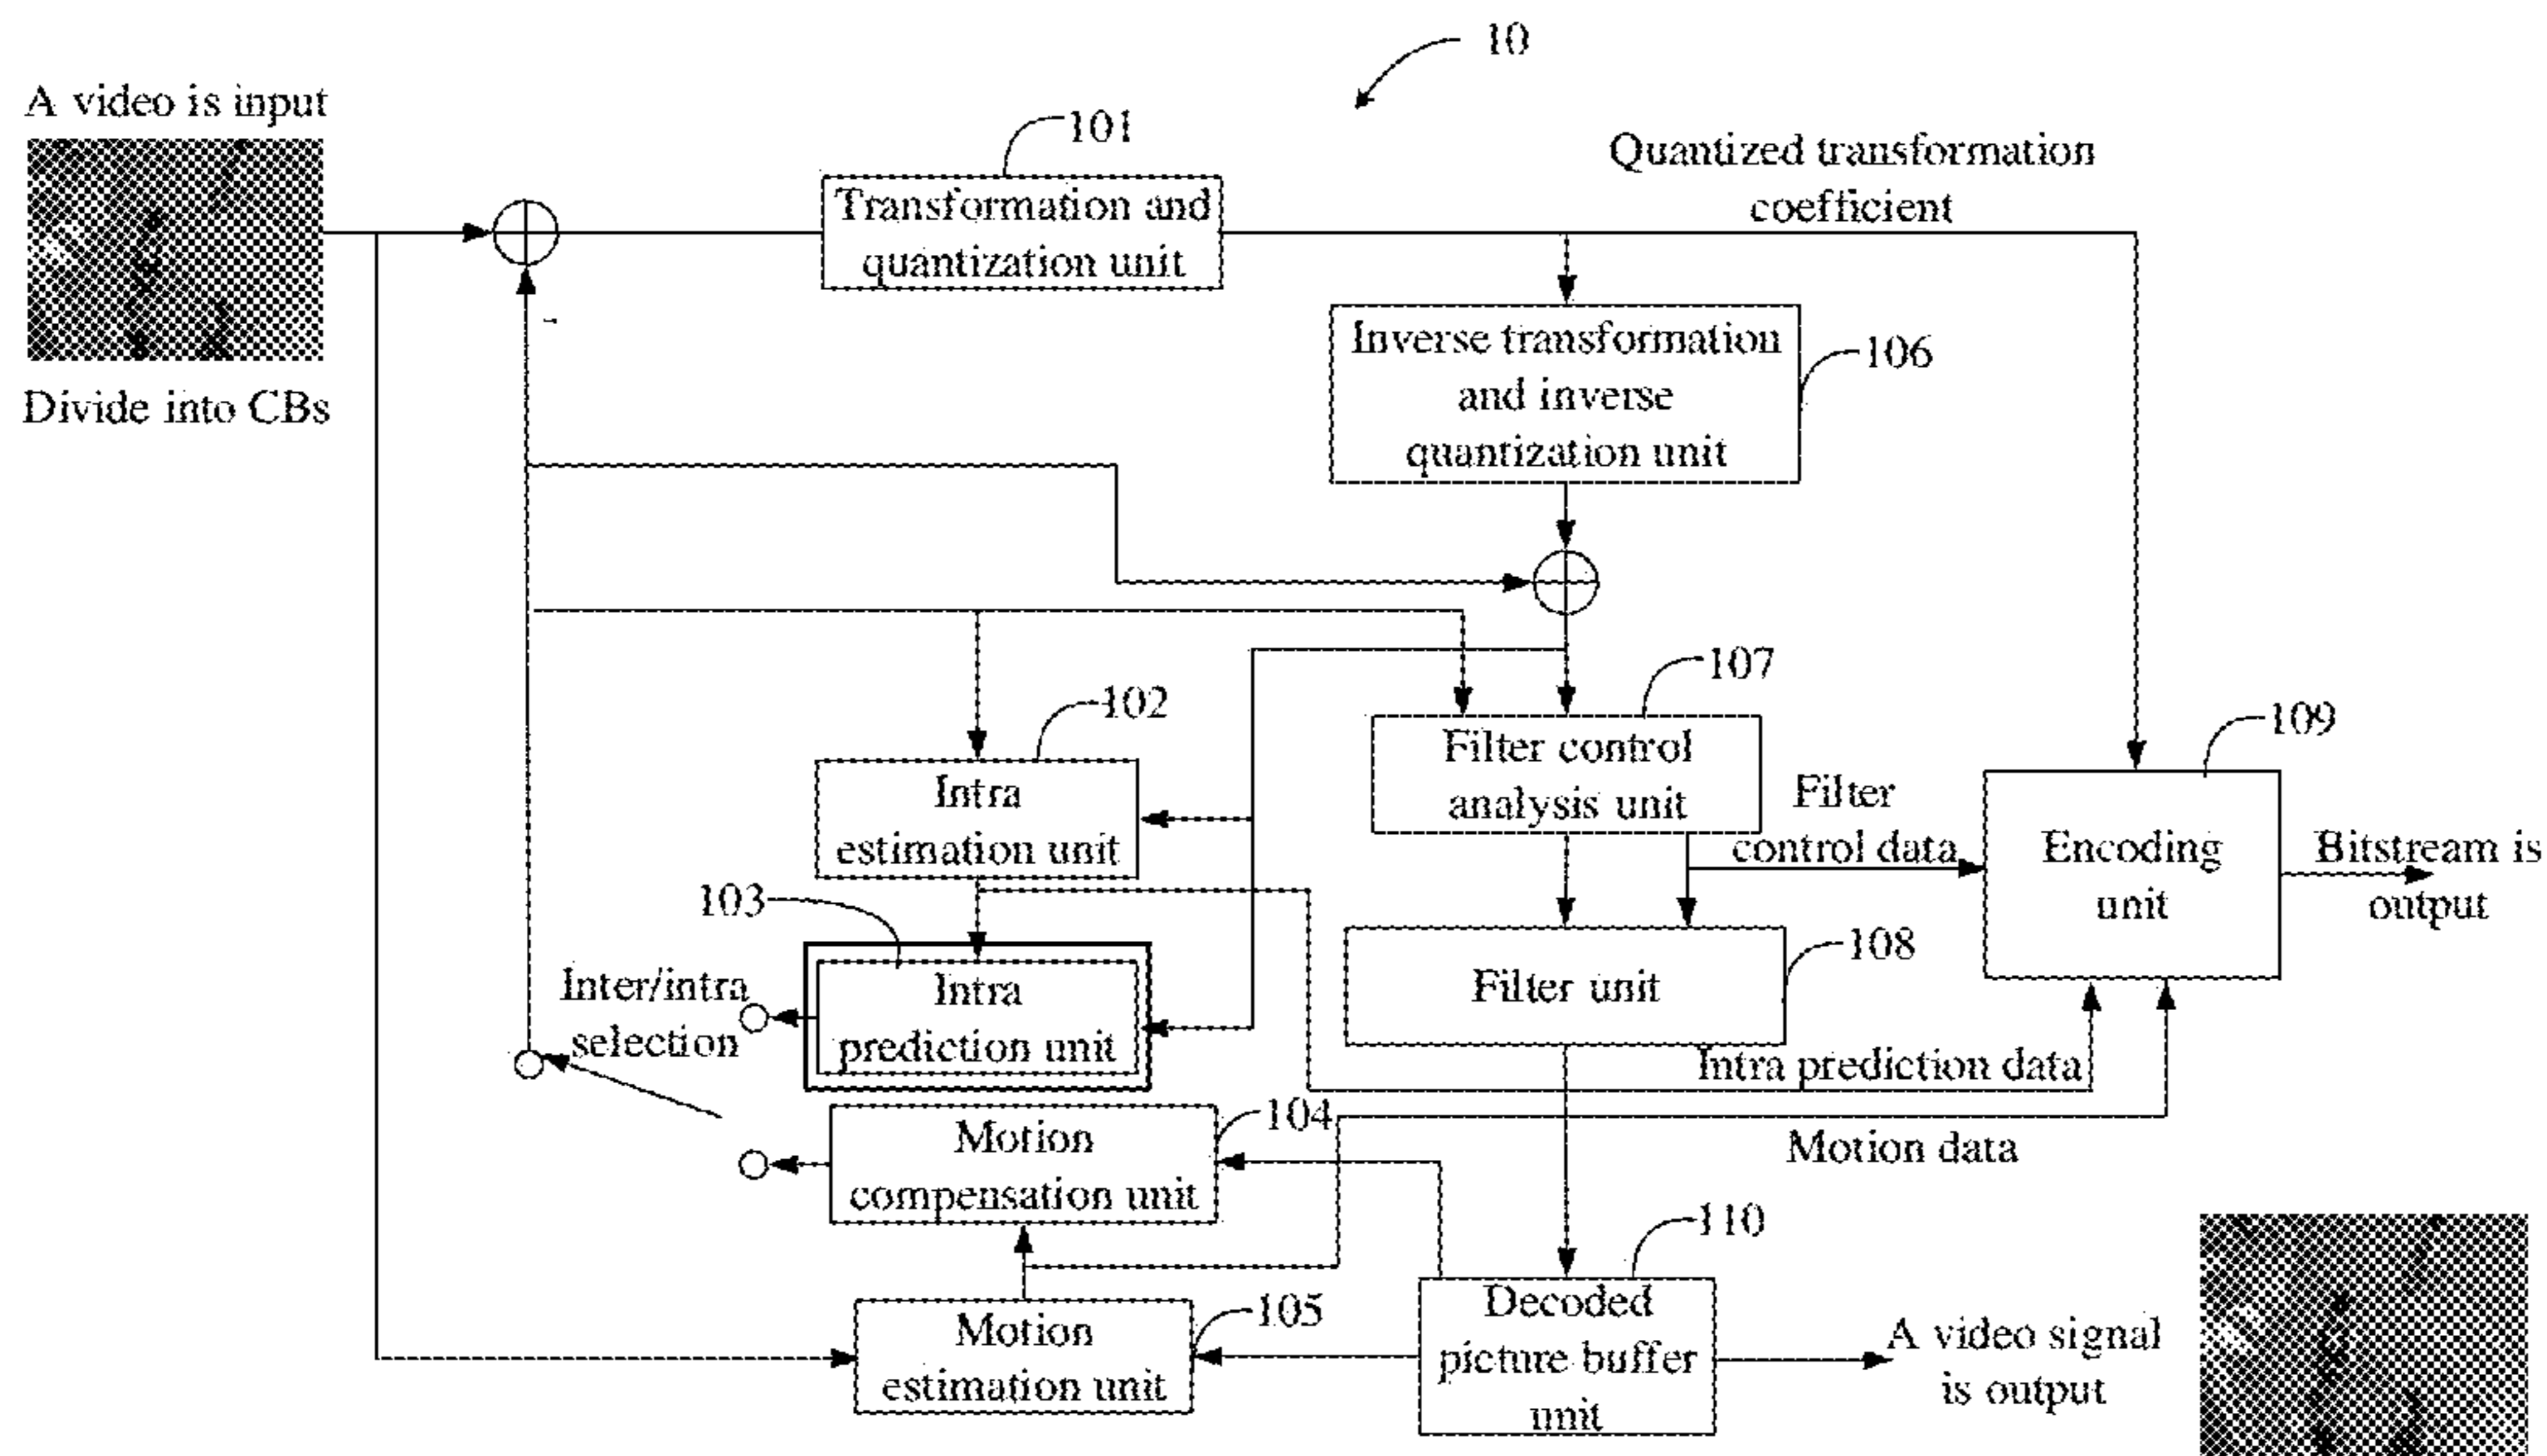 10
A video is input
101
Quantized transformation
coefficient
Transformation and
quantization unit
Divide into CBs
-
Inverse transformation
and inverse
quantization unit
106
107
102
109
Filter control
analysis unit
Intra
estimation unit
Filter
control data
Encoding
unit
Bitstream is
output
103
108
Inter/intra
selection
Intra
prediction unit
Filter unit
Intra prediction data
104
Motion
compensation unit
Motion data
110
105
Motion
estimation unit
Decoded
picture buffer
unit
A video signal
is output